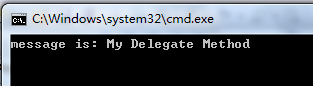 C:\Windows\system32\cmd.exe
message is: My Delegate Method